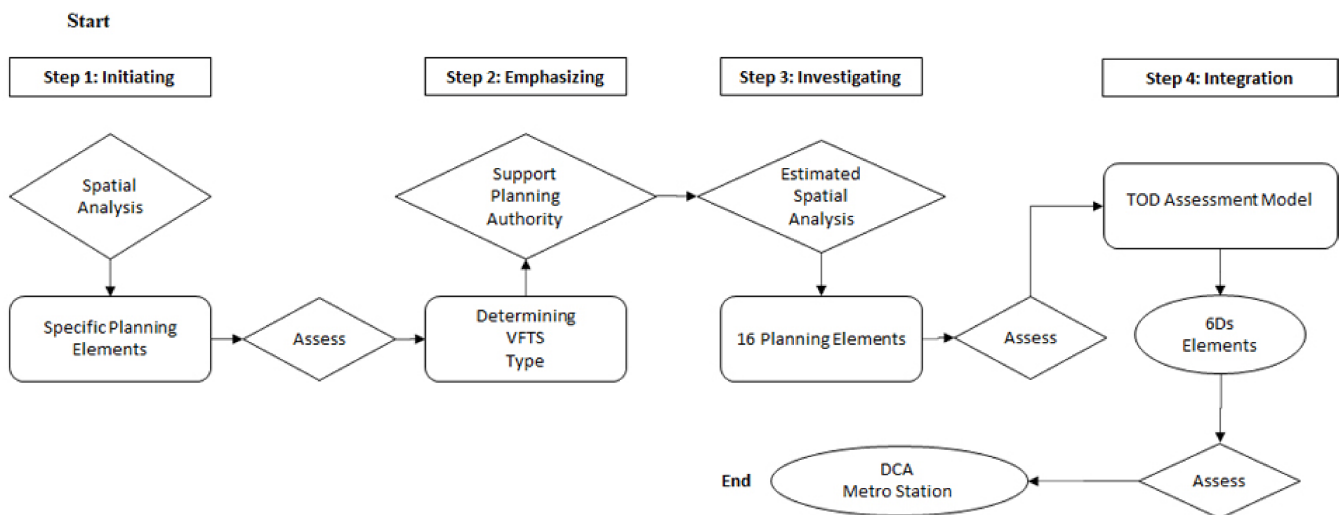 Start
Step 1: Initiating
Step 2: Emphasizing
Step 3: Investigating
Step 4: Integration
Spatial
Analysis
Support
Planning
Authority
Estimated
Spatial
Analysis
TOD Assessment Model
Specific Planning
Elements
Assess
Determining
VFTS
Type
16 Planning Elements
Assess
6Ds
Elements
End
DCA
Metro Station
Assess